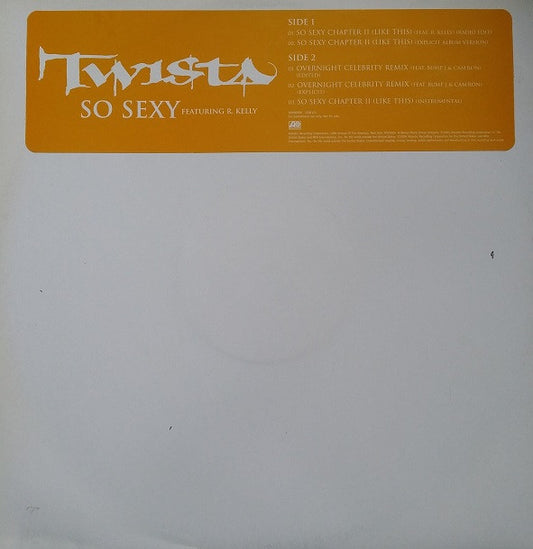 TWISTA
SO SEXY FEATURING R. KELLY
SIDE 1
01. SO SEXY CHAPTER II (LIKE THIS) (FEAT. R. KELLY) (RADIO EDIT)
02. SO SEXY CHAPTER II (LIKE THIS) (EXPLICIT ALBUM VERSION)
SIDE 2
01. OVERNIGHT CELEBRITY REMIX (FEAT. BUMP J & CAM'RON)
(EDITED)
02. OVERNIGHT CELEBRITY REMIX (FEAT. BUMP J & CAM'RON)
(EXPLICIT)
03. SO SEXY CHAPTER II (LIKE THIS) (INSTRUMENTAL)